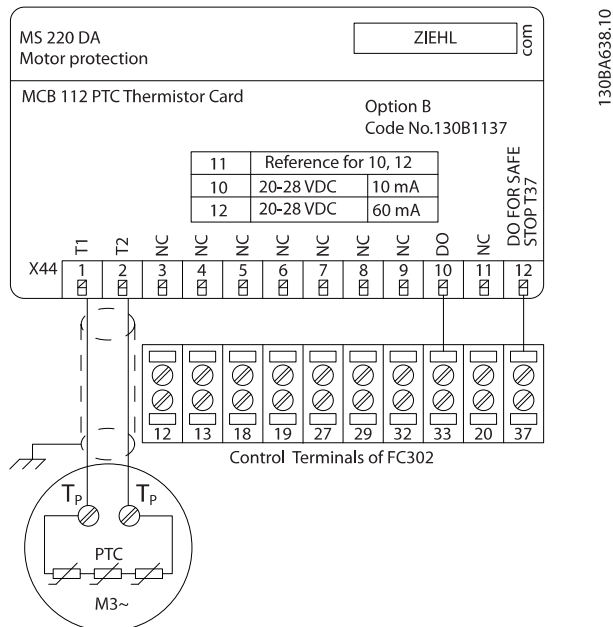 MS 220 DA
Motor protection
ZIEHL
com
130BA638.10
MCB 112 PTC Thermistor Card
Option B
Code No.130B1137
11 Reference for 10, 12
10 20-28 VDC 10 mA
12 20-28 VDC 60 mA
T1 T2 NC NC NC NC NC NC NC DO NC DO FOR SAFE STOP T37
X44 1 2 3 4 5 6 7 8 9 10 11 12
12 13 18 19 27 29 32 33 20 37
Control Terminals of FC302
TP TP
PTC
M3~